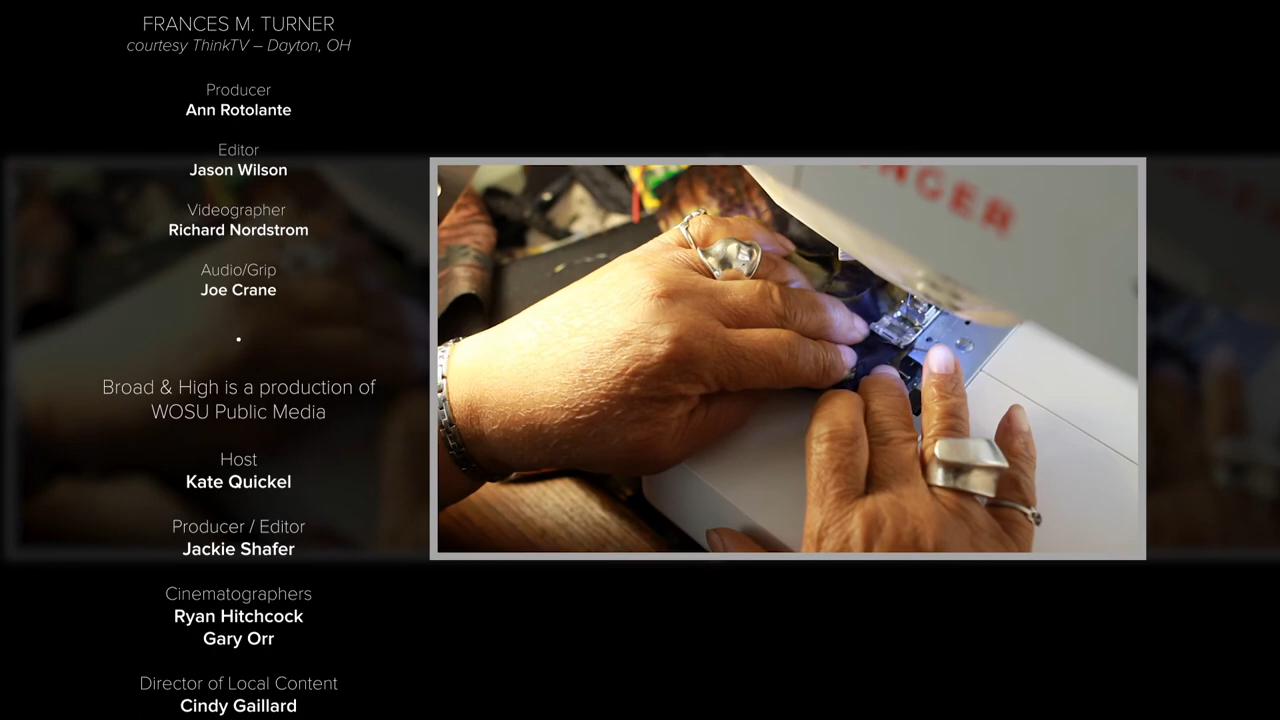 FRANCES M. TURNER
courtesy ThinkTV – Dayton, OH
Producer
Ann Rotolante
Editor
Jason Wilson
Videographer
Richard Nordstrom
Audio/Grip
Joe Crane
•
Broad & High is a production of
WOSU Public Media
Host
Kate Quickel
Producer / Editor
Jackie Shafer
Cinematographers
Ryan Hitchcock
Gary Orr
Director of Local Content
Cindy Gaillard
NGER